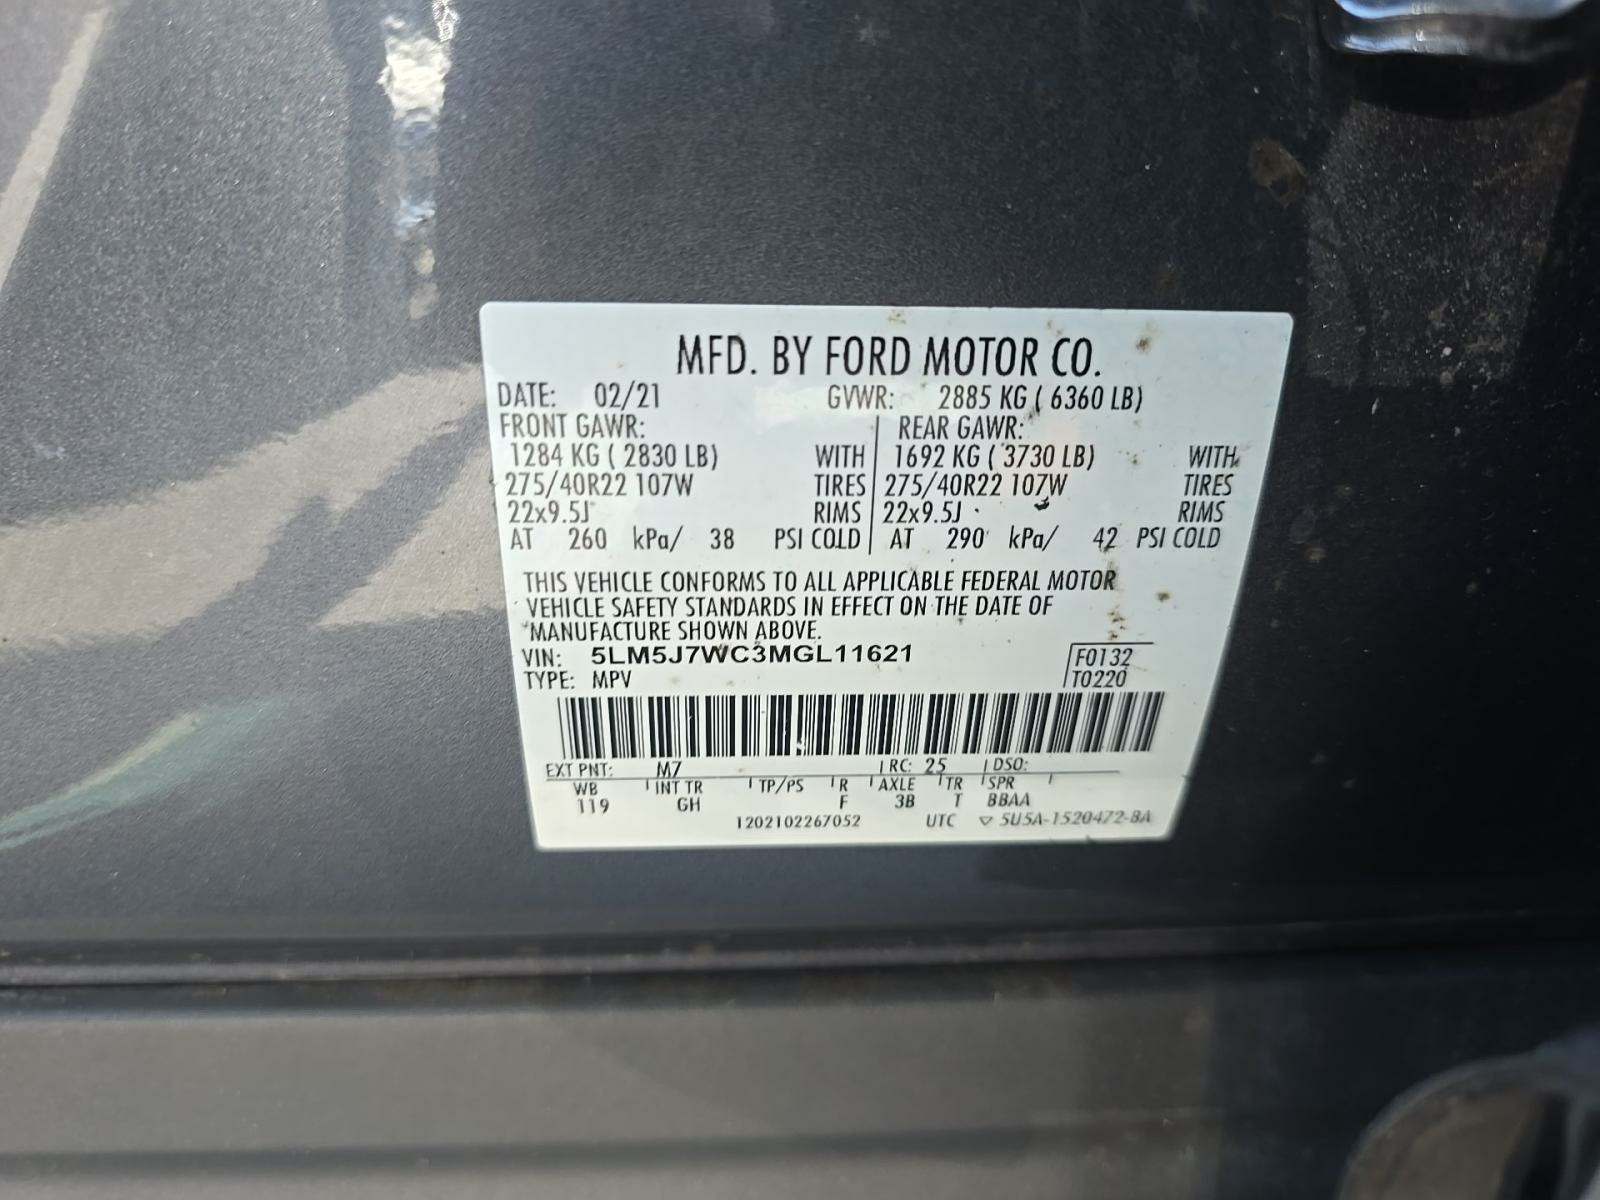 MFD. BY FORD MOTOR CO.
DATE: 02/21 GVWR: 2885 KG ( 6360 LB)
FRONT GAWR: REAR GAWR:
1284 KG ( 2830 LB) WITH 1692 KG ( 3730 LB) WITH
275/40R22 107W TIRES 275/40R22 107W TIRES
22x9.5J RIMS 22x9.5J RIMS
AT 260 kPa/ 38 PSI COLD AT 290 kPa/ 42 PSI COLD
THIS VEHICLE CONFORMS TO ALL APPLICABLE FEDERAL MOTOR
VEHICLE SAFETY STANDARDS IN EFFECT ON THE DATE OF
MANUFACTURE SHOWN ABOVE.
VIN: 5LM5J7WC3MGL11621 F0132
TYPE: MPV T0220
EXT PNT: M7 RC: 25 DSO:
WB INT TR TP/PS R AXLE TR SPR
119 GH F 3B T BBAA
1202102267052 UTC ▽ 5U5A-1520472-BA